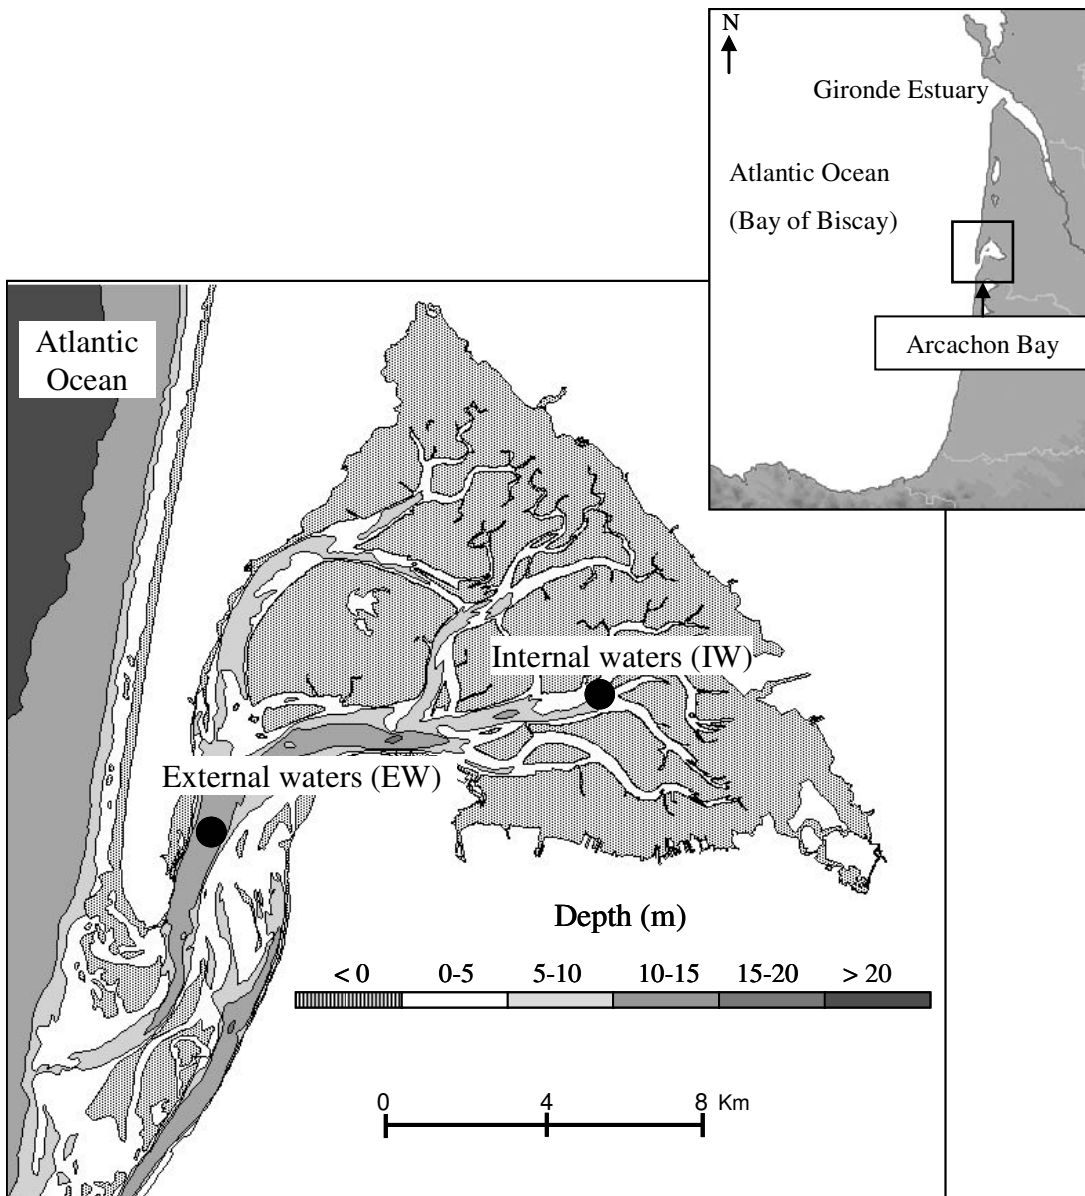 N
Gironde Estuary
Atlantic Ocean
(Bay of Biscay)
Arcachon Bay
Atlantic
Ocean
Internal waters (IW)
External waters (EW)
Depth (m)
< 0 0-5 5-10 10-15 15-20 > 20
0 4 8 Km